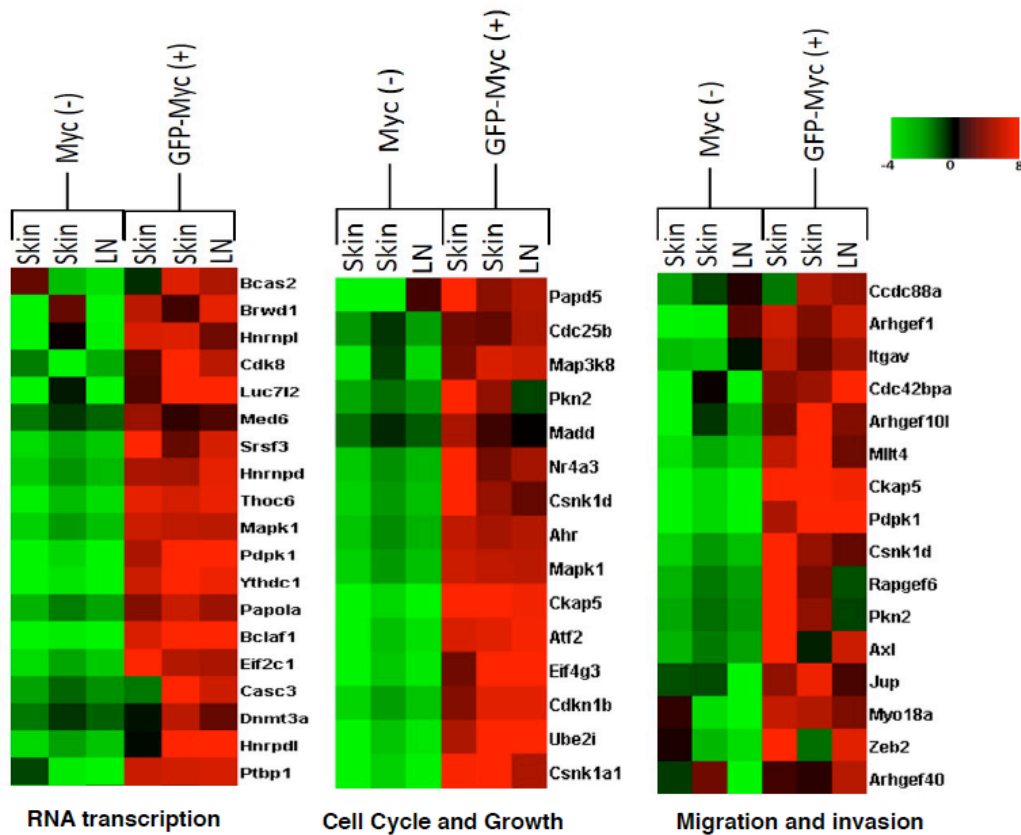 Myc (-)
GFP-Myc (+)
Myc (-)
GFP-Myc (+)
Myc (-)
GFP-Myc (+)
-4 0 8
Skin Skin LN Skin Skin LN
Skin Skin LN Skin Skin LN
Skin Skin LN Skin Skin LN
Bcas2
Brwd1
Hnrnpl
Cdk8
Luc7l2
Med6
Srsf3
Hnrnpd
Thoc6
Mapk1
Pdpk1
Ythdc1
Papola
Bclaf1
Eif2c1
Casc3
Dnmt3a
Hnrpdl
Ptbp1
RNA transcription
Papd5
Cdc25b
Map3k8
Pkn2
Madd
Nr4a3
Csnk1d
Ahr
Mapk1
Ckap5
Atf2
Eif4g3
Cdkn1b
Ube2i
Csnk1a1
Cell Cycle and Growth
Ccdc88a
Arhgef1
Itgav
Cdc42bpa
Arhgef10l
Mllt4
Ckap5
Pdpk1
Csnk1d
Rapgef6
Pkn2
Axl
Jup
Myo18a
Zeb2
Arhgef40
Migration and invasion